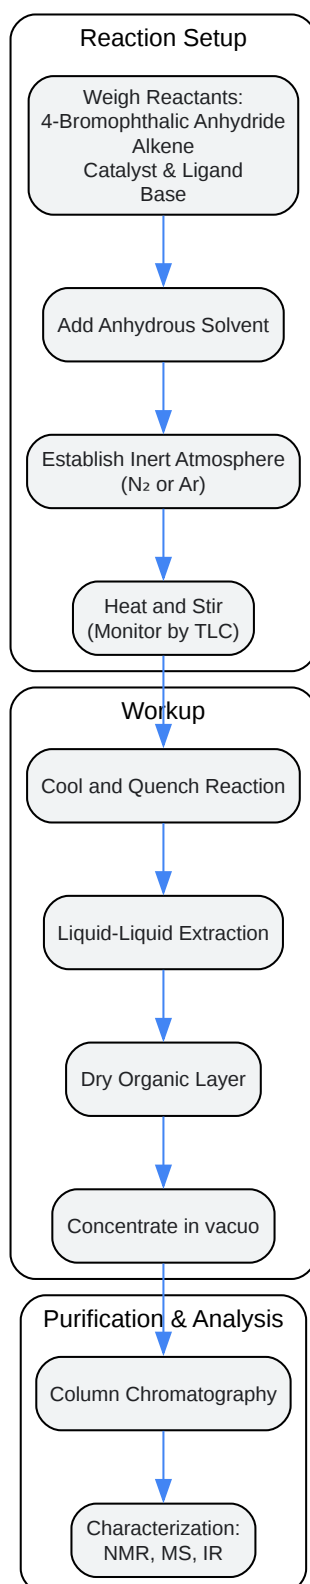 Reaction Setup
Weigh Reactants:
4-Bromophthalic Anhydride
Alkene
Catalyst & Ligand
Base
Add Anhydrous Solvent
Establish Inert Atmosphere
(N₂ or Ar)
Heat and Stir
(Monitor by TLC)
Workup
Cool and Quench Reaction
Liquid-Liquid Extraction
Dry Organic Layer
Concentrate in vacuo
Purification & Analysis
Column Chromatography
Characterization:
NMR, MS, IR